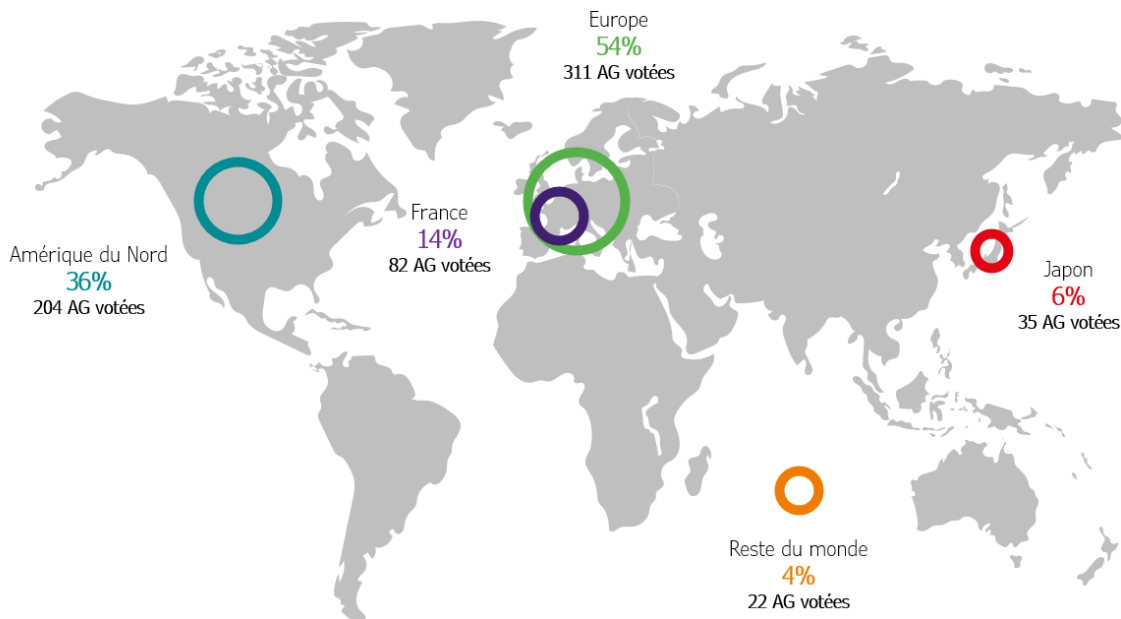 Europe
54%
311 AG votées
France
14%
82 AG votées
Amérique du Nord
36%
204 AG votées
Japon
6%
35 AG votées
Reste du monde
4%
22 AG votées